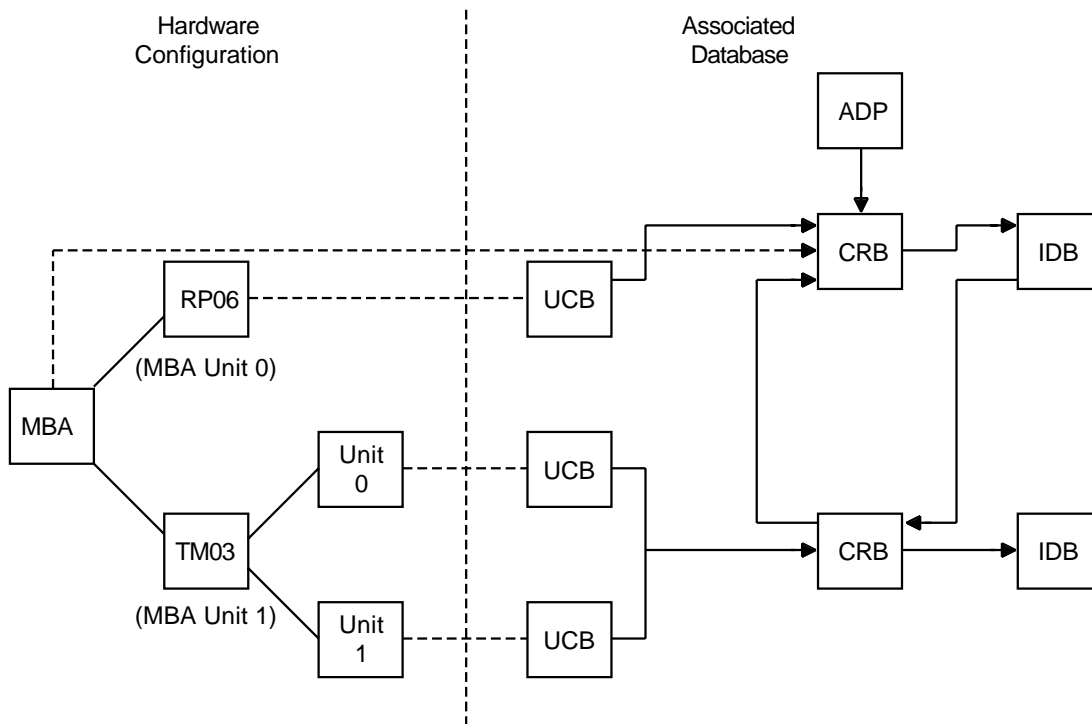 Hardware
Configuration
Associated
Database
ADP
CRB
IDB
RP06
UCB
(MBA Unit 0)
MBA
Unit
0
UCB
TM03
CRB
IDB
(MBA Unit 1)
Unit
1
UCB